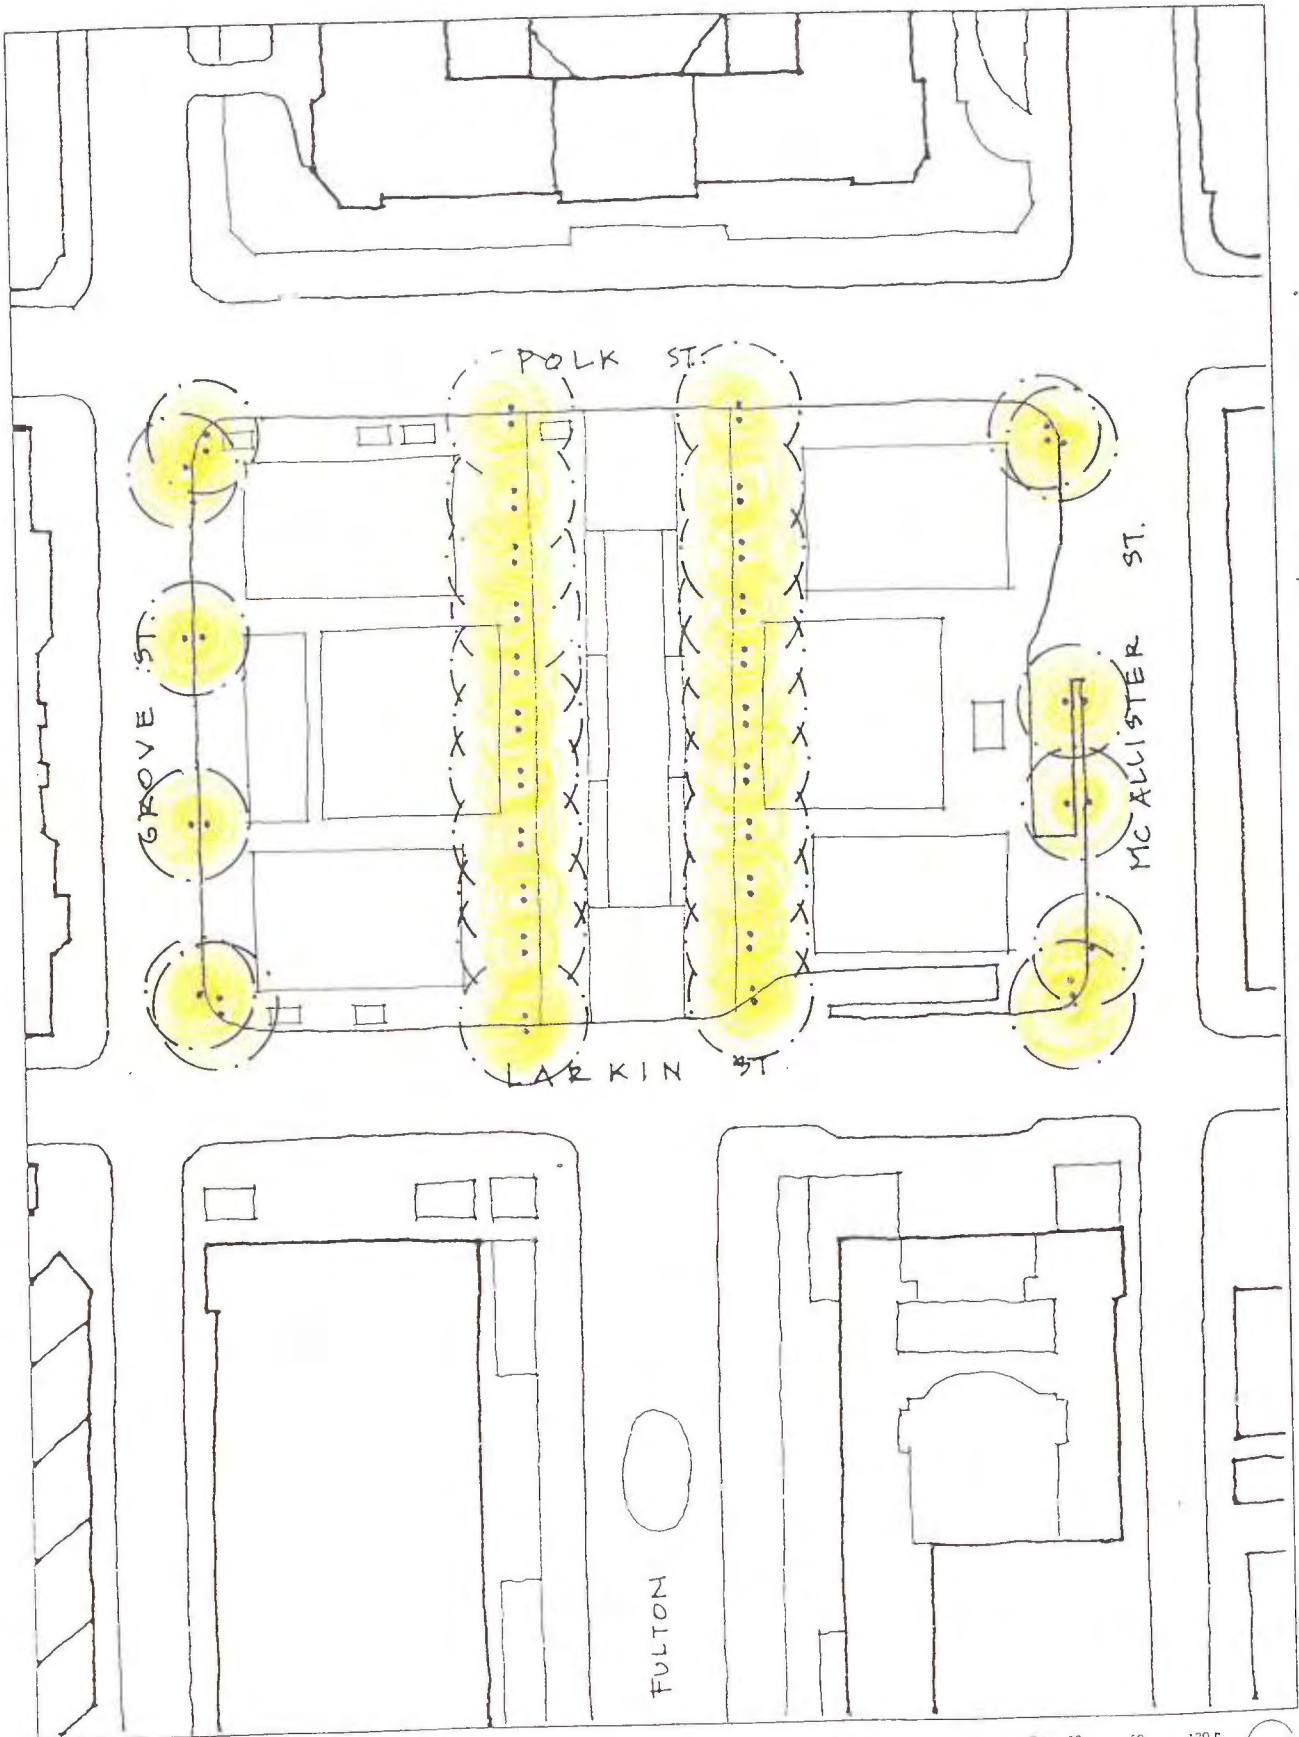 POLK ST.
GROVE ST.
MC ALLISTER ST.
LARKIN ST.
FULTON